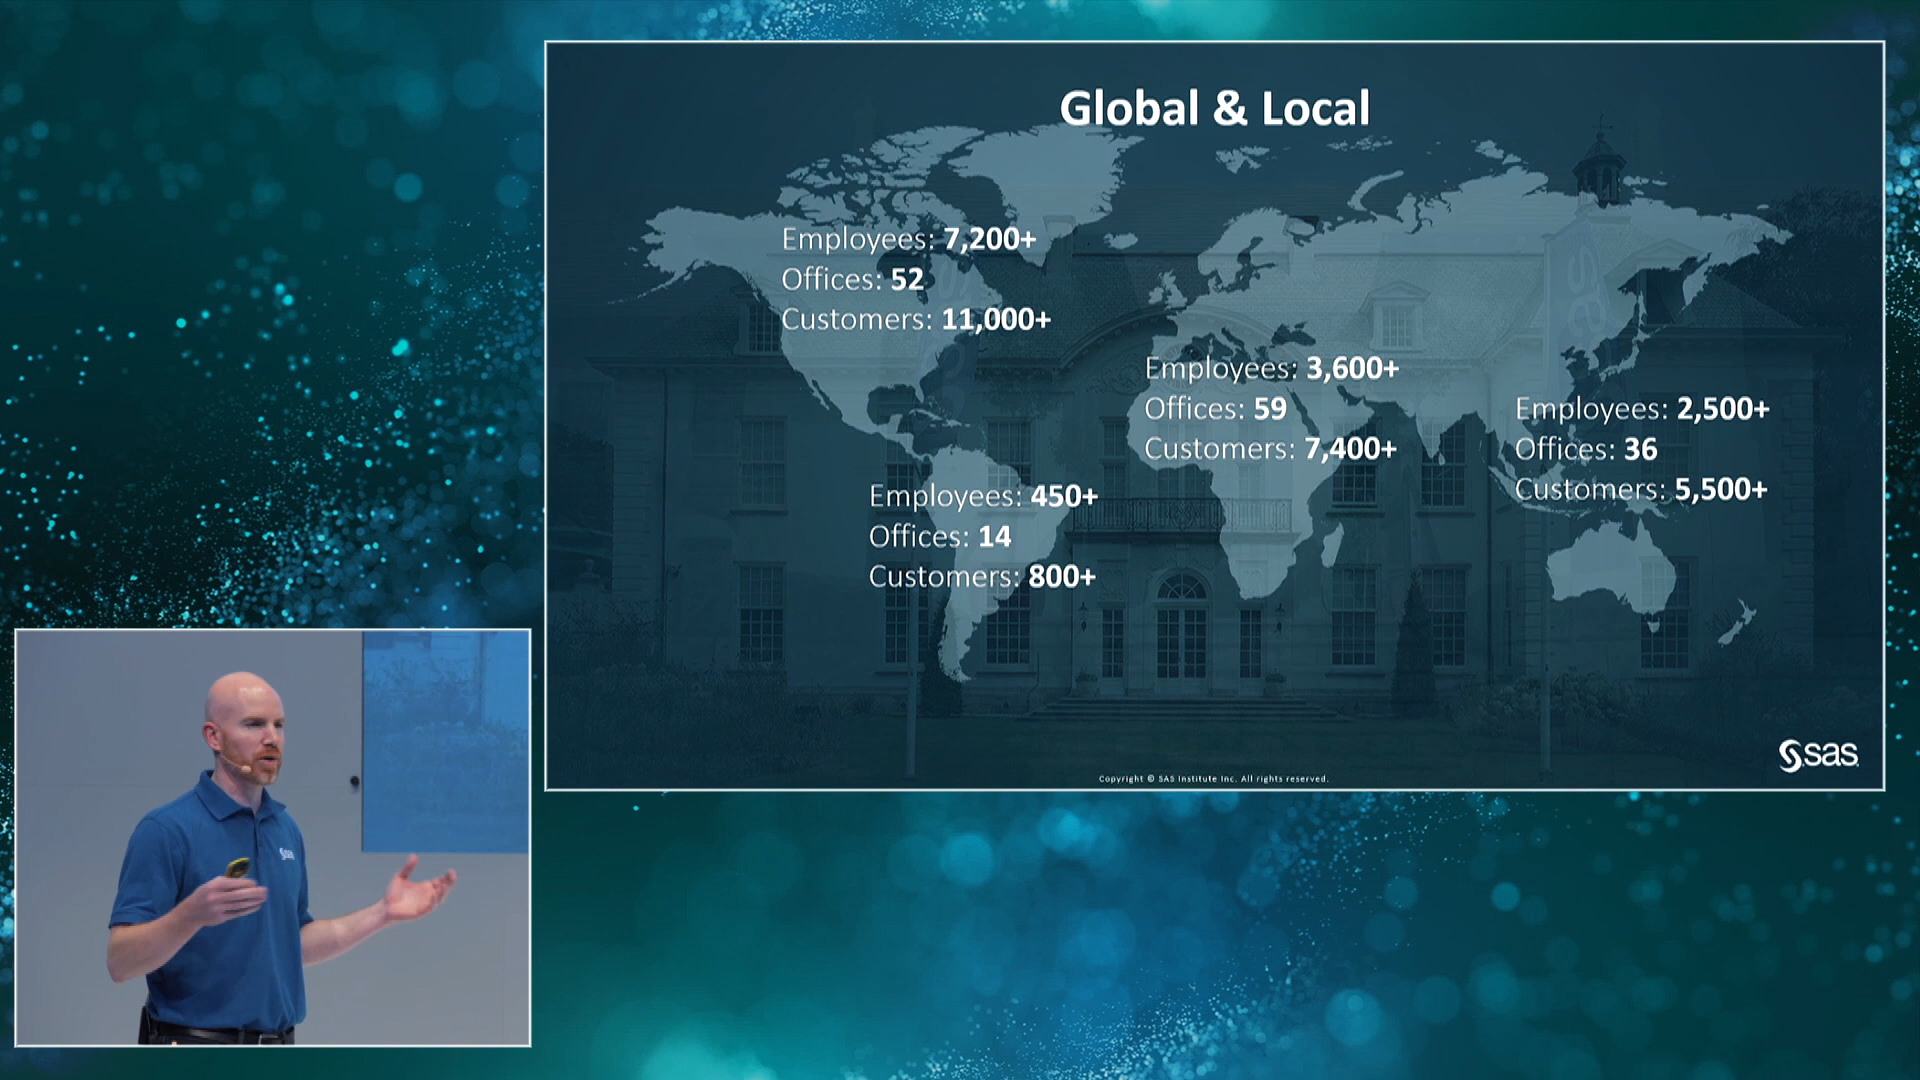 Global & Local
Employees: 7,200+
Offices: 52
Customers: 11,000+
Employees: 3,600+
Offices: 59
Customers: 7,400+
Employees: 2,500+
Offices: 36
Customers: 5,500+
Employees: 450+
Offices: 14
Customers: 800+
sas
Copyright © SAS Institute Inc. All rights reserved.
sas